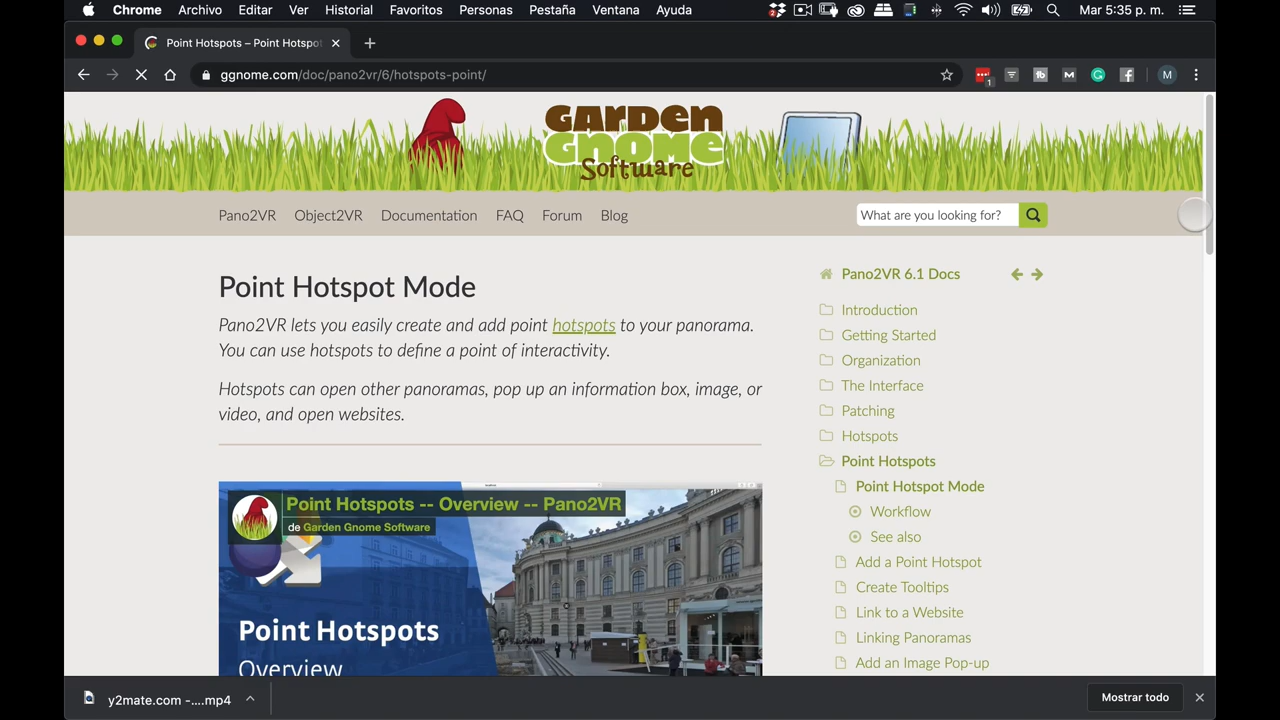 Chrome Archivo Editar Ver Historial Favoritos Personas Pestaña Ventana Ayuda Mar 5:35 p. m.
Point Hotspots – Point Hotspot
ggnome.com/doc/pano2vr/6/hotspots-point/
1
M
GARDEN
GNOME
Software
Pano2VR Object2VR Documentation FAQ Forum Blog
What are you looking for?
Point Hotspot Mode
Pano2VR lets you easily create and add point hotspots to your panorama.
You can use hotspots to define a point of interactivity.
Hotspots can open other panoramas, pop up an information box, image, or
video, and open websites.
Point Hotspots -- Overview -- Pano2VR
de Garden Gnome Software
Point Hotspots
Overview
Pano2VR 6.1 Docs
Introduction
Getting Started
Organization
The Interface
Patching
Hotspots
Point Hotspots
Point Hotspot Mode
Workflow
See also
Add a Point Hotspot
Create Tooltips
Link to a Website
Linking Panoramas
Add an Image Pop-up
y2mate.com -....mp4
Mostrar todo